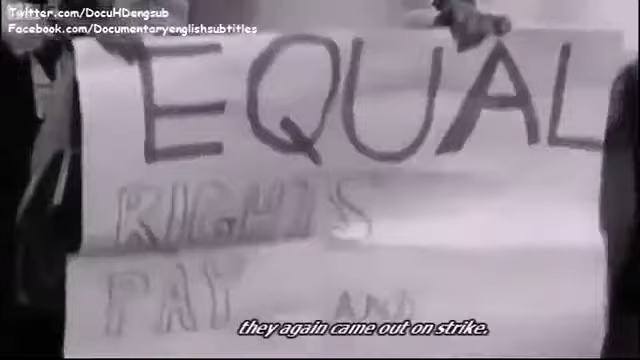 Twitter.com/DocuHDengsub
Facebook.com/Documentaryenglishsubtitles
EQUAL
RIGHTS
PAY AND
they again came out on strike.